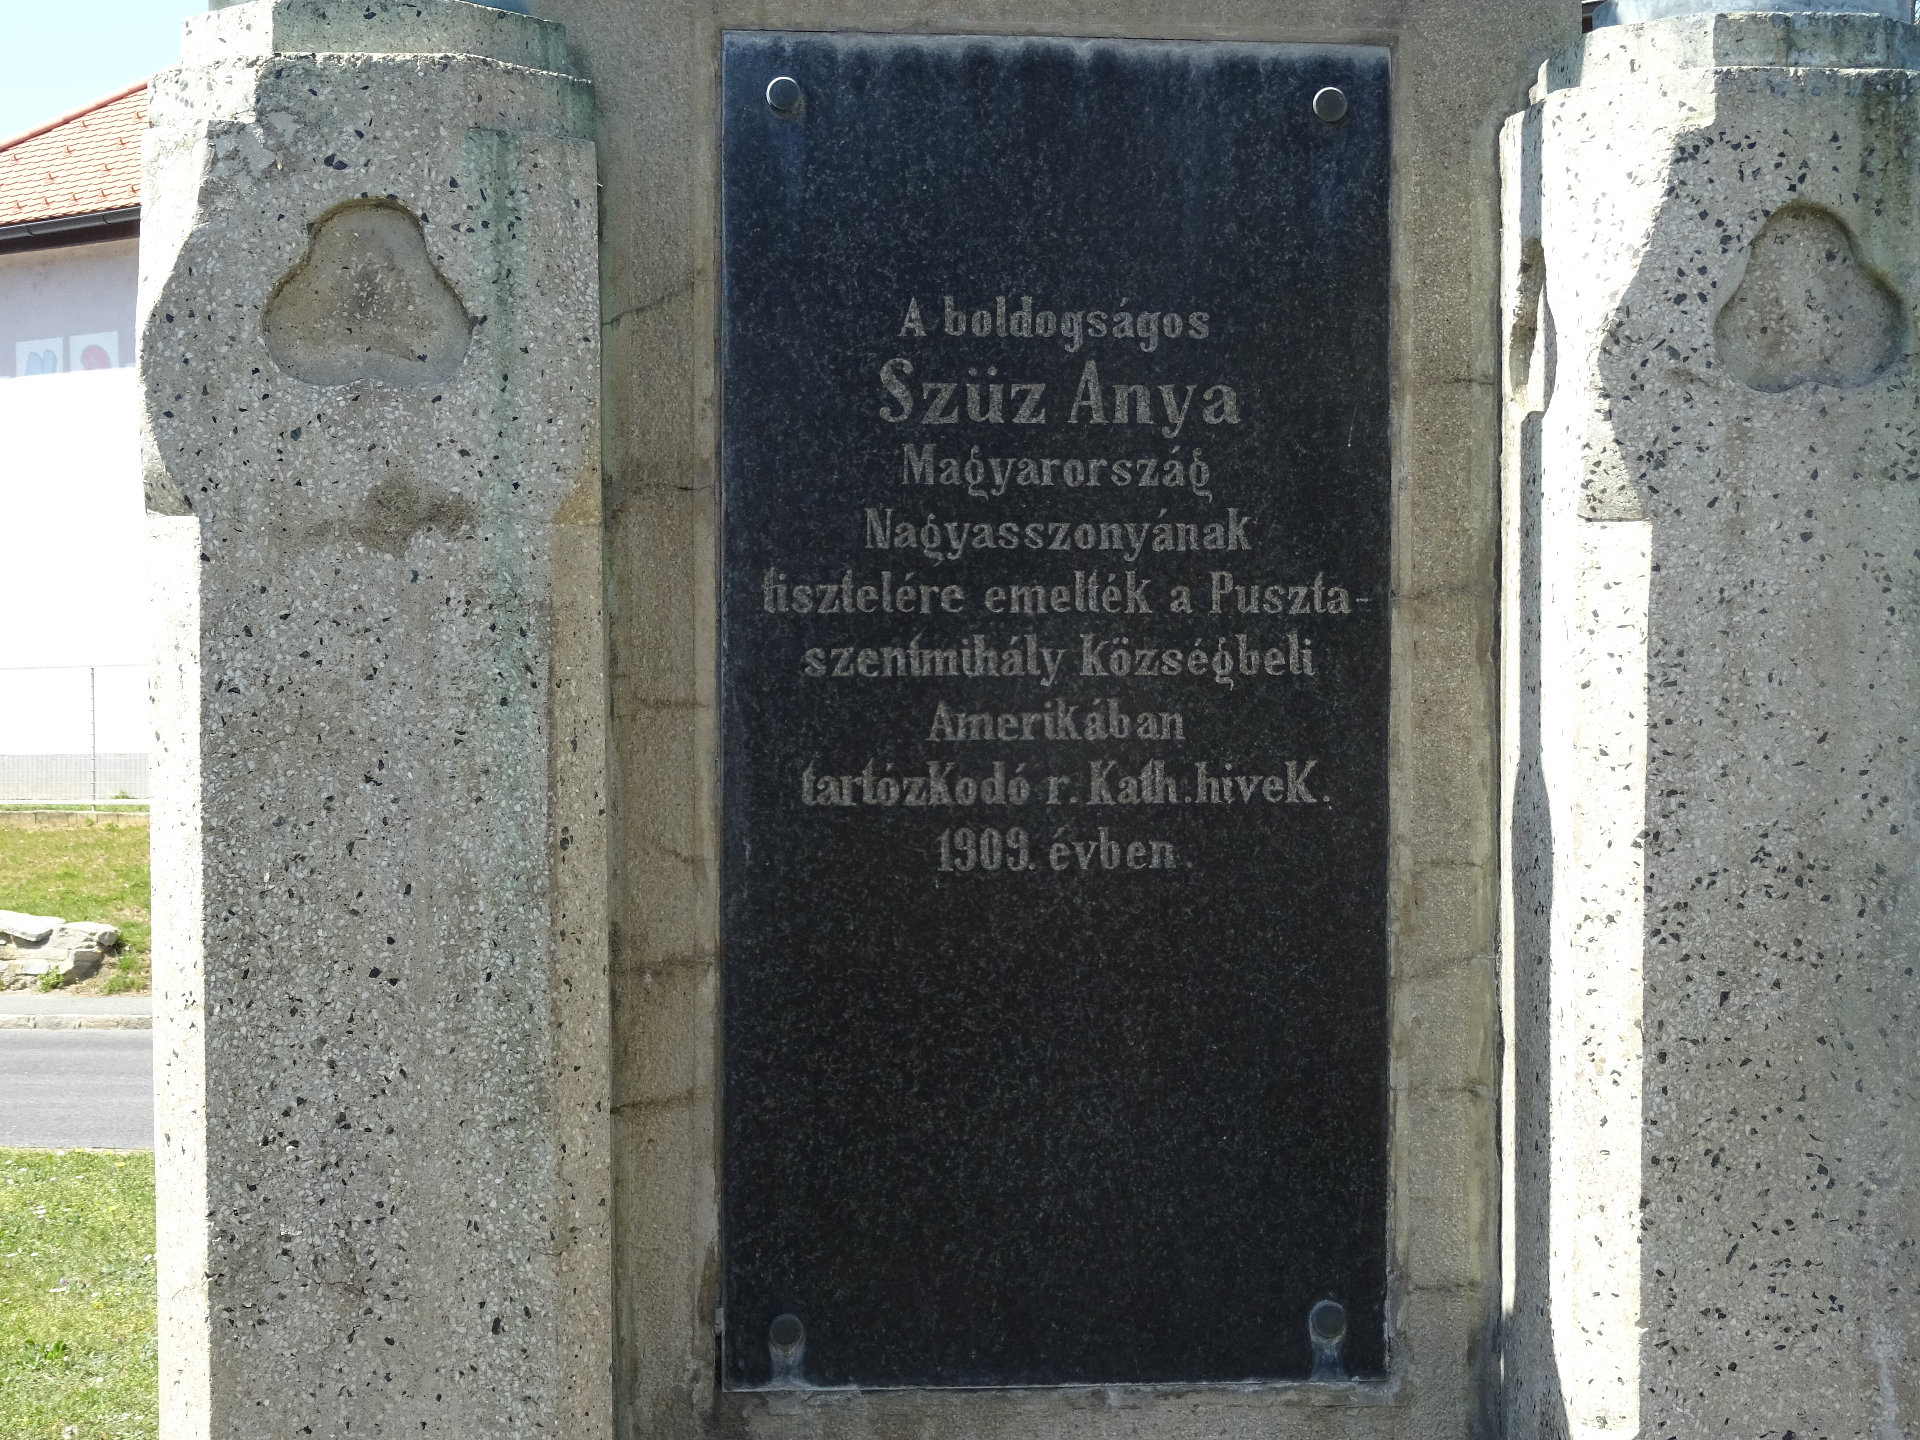 A boldogságos
Szüz Anya
Magyarország
Nagyasszonyának
tisztelére emelték a Puszta-
szentmihály Községbeli
Amerikában
tartózKodó r. Kath. hiveK.
1909. évben.